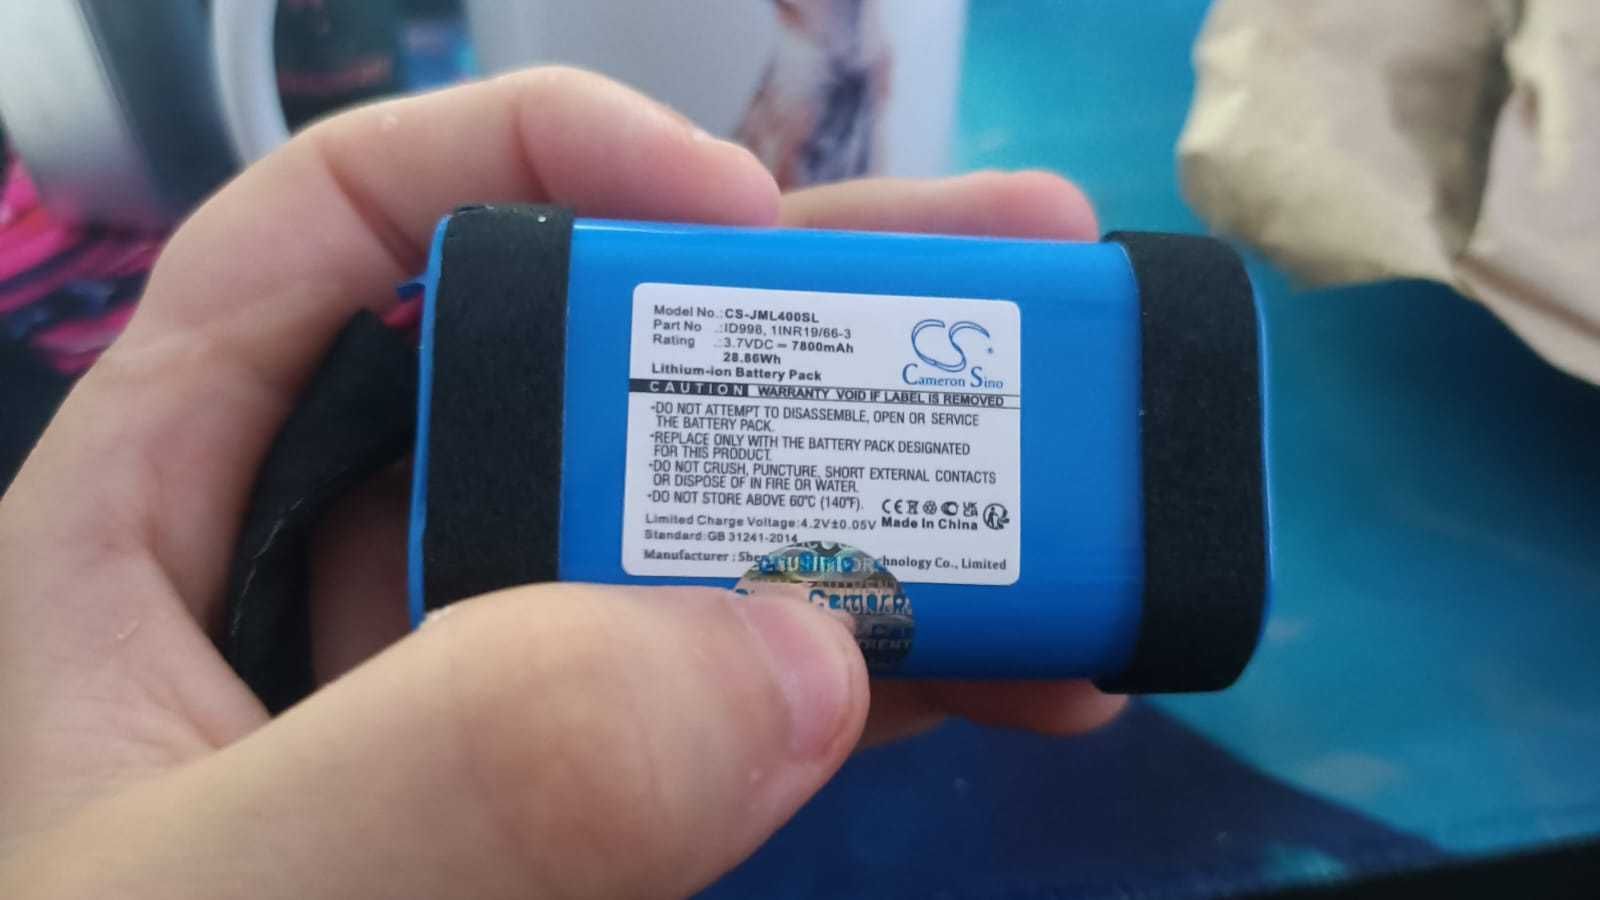 Model No.:CS-JML400SL
Part No .:ID998, 1INR19/66-3
Rating .:3.7VDC = 7800mAh
28.86Wh
Lithium-ion Battery Pack
CS
Cameron Sino
CAUTION WARRANTY VOID IF LABEL IS REMOVED
-DO NOT ATTEMPT TO DISASSEMBLE, OPEN OR SERVICE
THE BATTERY PACK.
-REPLACE ONLY WITH THE BATTERY PACK DESIGNATED
FOR THIS PRODUCT.
-DO NOT CRUSH, PUNCTURE, SHORT EXTERNAL CONTACTS
OR DISPOSE OF IN FIRE OR WATER.
-DO NOT STORE ABOVE 60°C (140°F).
CE UKCA
Limited Charge Voltage:4.2V±0.05V Made In China
Standard:GB 31241-2014
Manufacturer : hnology Co., Limited